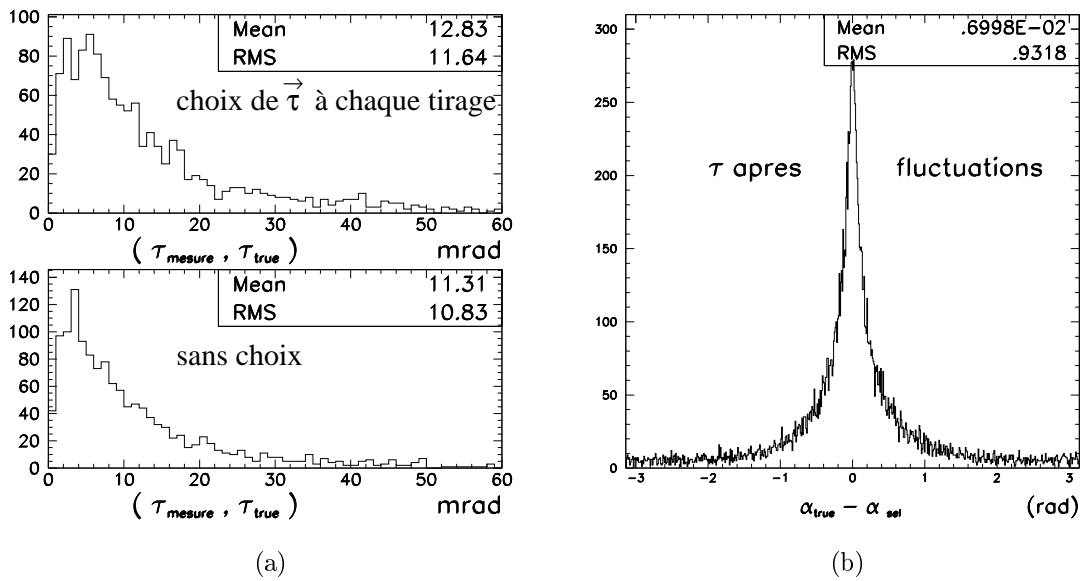 Mean 12.83
RMS 11.64
choix de τ⃗ à chaque tirage
100
80
60
40
20
0
0 10 20 30 40 50 60
( τmesure , τtrue ) mrad
Mean 11.31
RMS 10.83
sans choix
140
120
100
80
60
40
20
0
0 10 20 30 40 50 60
( τmesure , τtrue ) mrad
(a)
Mean .6998E-02
RMS .9318
τ apres fluctuations
300
250
200
150
100
50
0
−3 −2 −1 0 1 2 3
αtrue − α sel (rad)
(b)